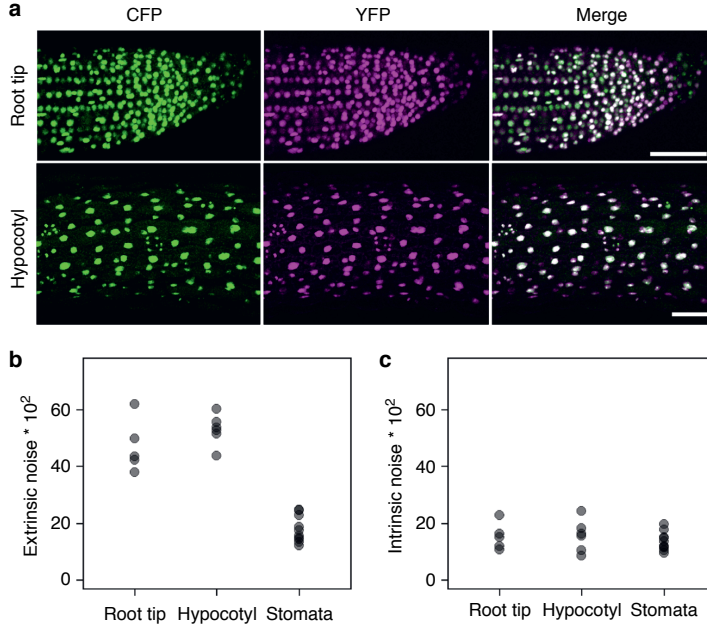 a
CFP
YFP
Merge
Root tip
Hypocotyl
b
Extrinsic noise * 10²
60
40
20
0
Root tip
Hypocotyl
Stomata
c
Intrinsic noise * 10²
60
40
20
0
Root tip
Hypocotyl
Stomata